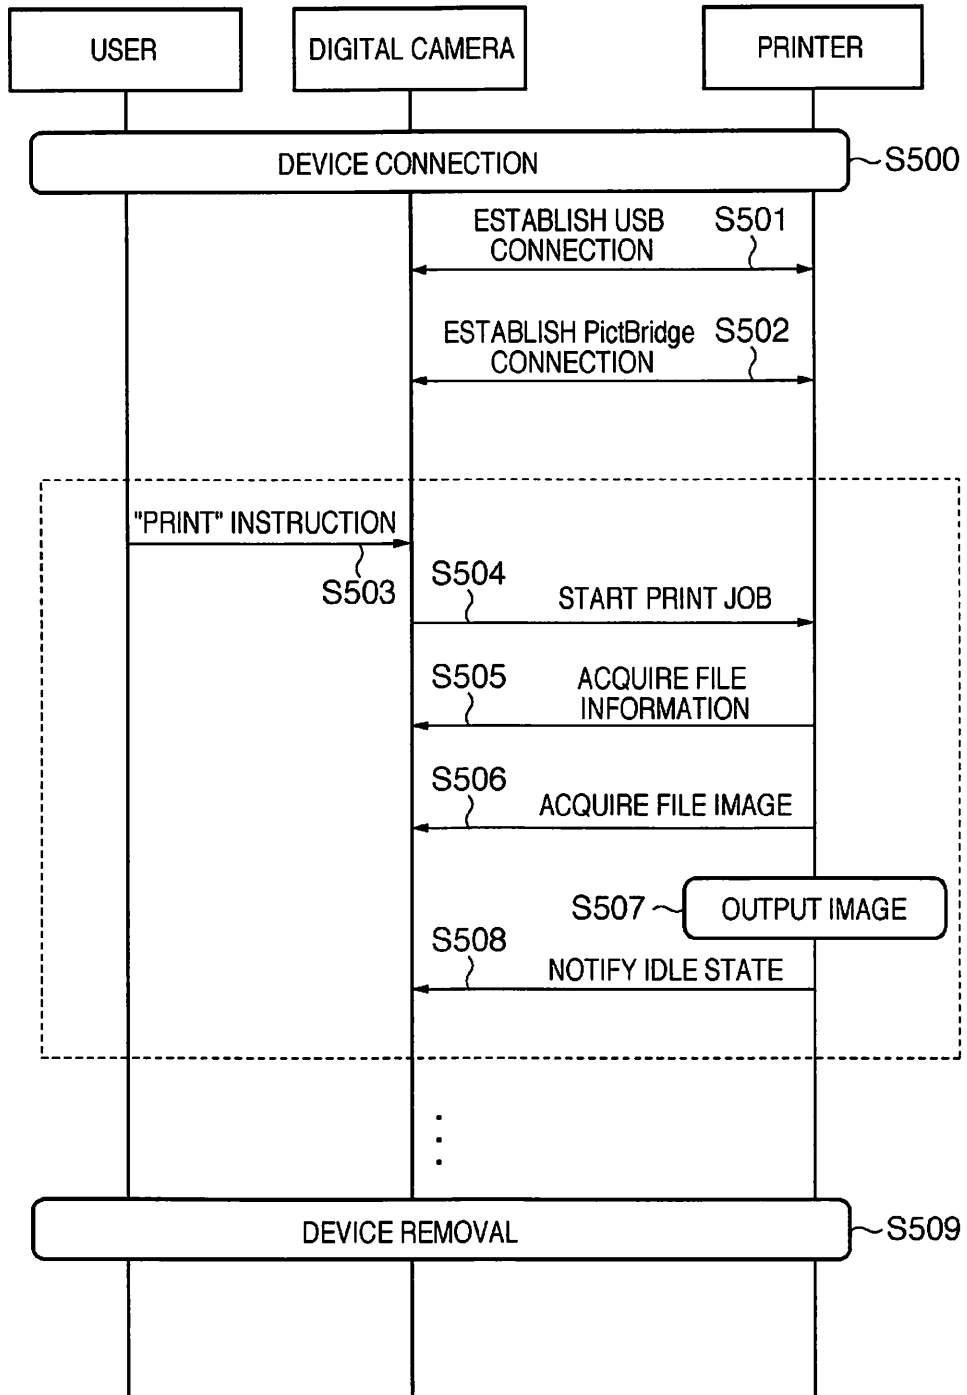 USER
DIGITAL CAMERA
PRINTER
DEVICE CONNECTION
S500
ESTABLISH USB
CONNECTION
S501
ESTABLISH PictBridge
CONNECTION
S502
"PRINT" INSTRUCTION
S503
S504
START PRINT JOB
S505
ACQUIRE FILE
INFORMATION
S506
ACQUIRE FILE IMAGE
S507
OUTPUT IMAGE
S508
NOTIFY IDLE STATE
DEVICE REMOVAL
S509